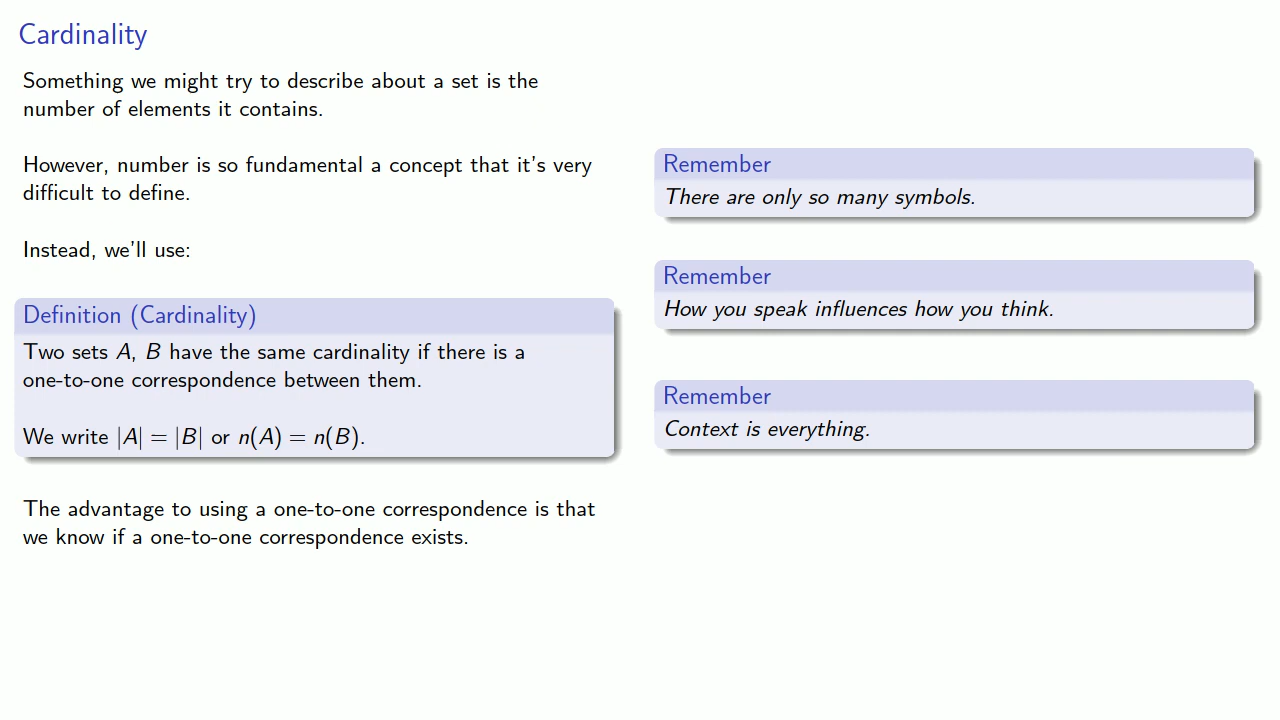 Cardinality
Something we might try to describe about a set is the
number of elements it contains.
However, number is so fundamental a concept that it's very
difficult to define.
Instead, we'll use:
Definition (Cardinality)
Two sets A, B have the same cardinality if there is a
one-to-one correspondence between them.
We write |A| = |B| or n(A) = n(B).
The advantage to using a one-to-one correspondence is that
we know if a one-to-one correspondence exists.
Remember
There are only so many symbols.
Remember
How you speak influences how you think.
Remember
Context is everything.